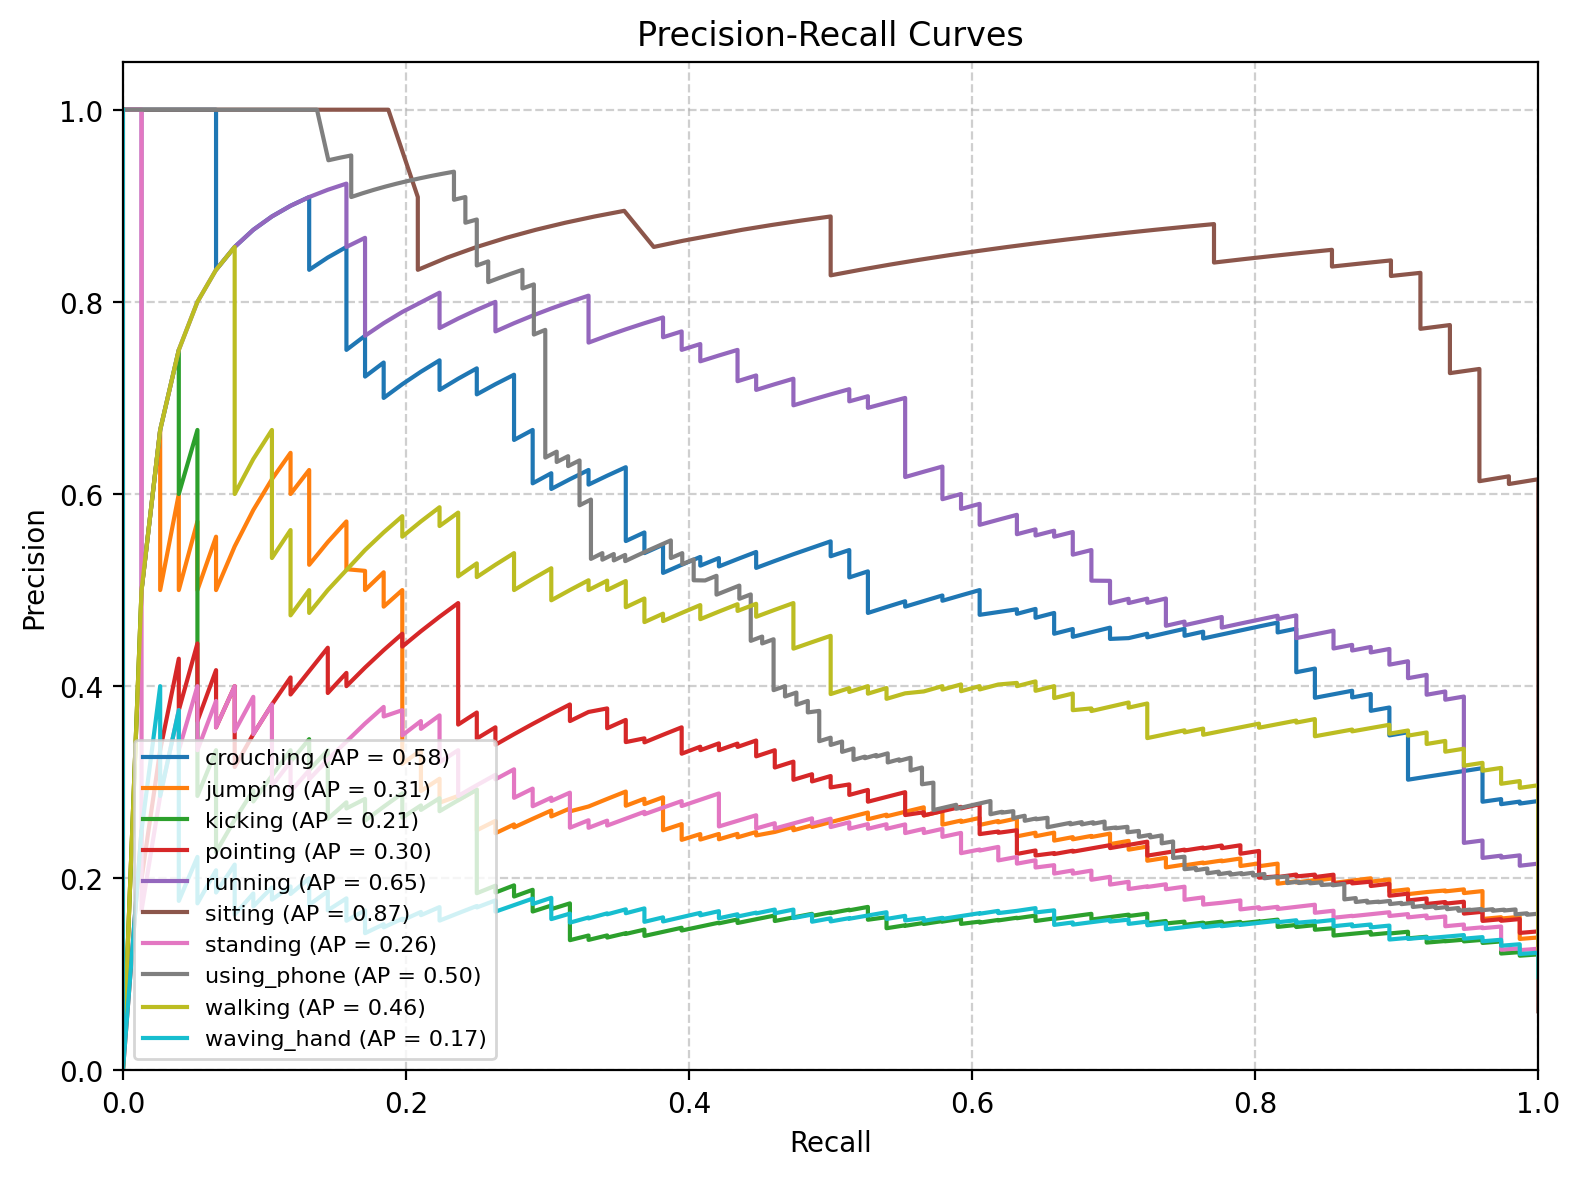 Precision-Recall Curves
Precision
1.0
0.8
0.6
0.4
0.2
0.0
crouching (AP = 0.58)
jumping (AP = 0.31)
kicking (AP = 0.21)
pointing (AP = 0.30)
running (AP = 0.65)
sitting (AP = 0.87)
standing (AP = 0.26)
using_phone (AP = 0.50)
walking (AP = 0.46)
waving_hand (AP = 0.17)
0.0 0.2 0.4 0.6 0.8 1.0
Recall